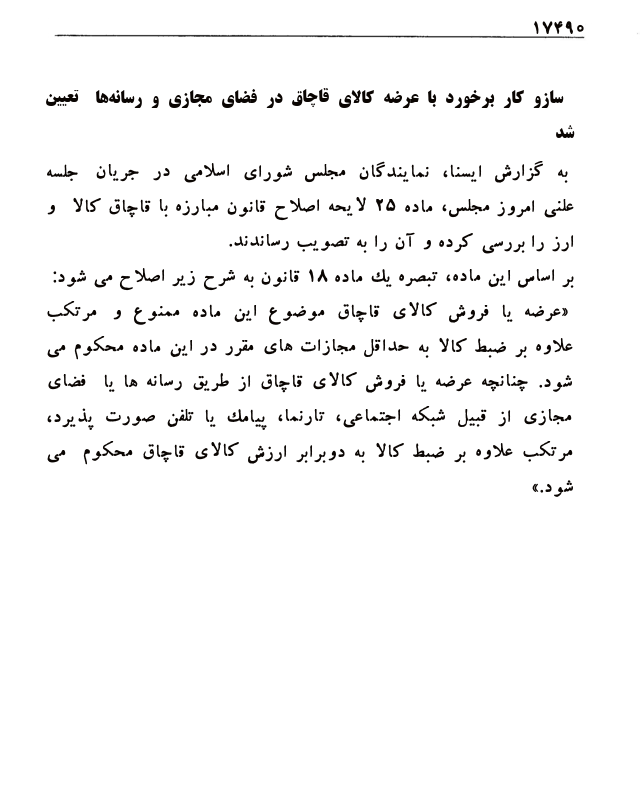 ۱۷۴۹۰
سازو کار برخورد با عرضه کالای قاچاق در فضای مجازی و رسانه‌ها تعیین
شد
به گزارش ایسنا، نمایندگان مجلس شورای اسلامی در جریان جلسه
علنی امروز مجلس، ماده ۲۵ لایحه اصلاح قانون مبارزه با قاچاق کالا و
ارز را بررسی کرده و آن را به تصویب رساندند.
بر اساس این ماده، تبصره یك ماده ۱۸ قانون به شرح زیر اصلاح می شود:
«عرضه یا فروش کالای قاچاق موضوع این ماده ممنوع و مرتکب
علاوه بر ضبط کالا به حداقل مجازات های مقرر در این ماده محکوم می
شود. چنانچه عرضه یا فروش کالای قاچاق از طریق رسانه ها یا فضای
مجازی از قبیل شبکه اجتماعی، تارنما، پیامك یا تلفن صورت پذیرد،
مرتکب علاوه بر ضبط کالا به دوبرابر ارزش کالای قاچاق محکوم می
شود.»